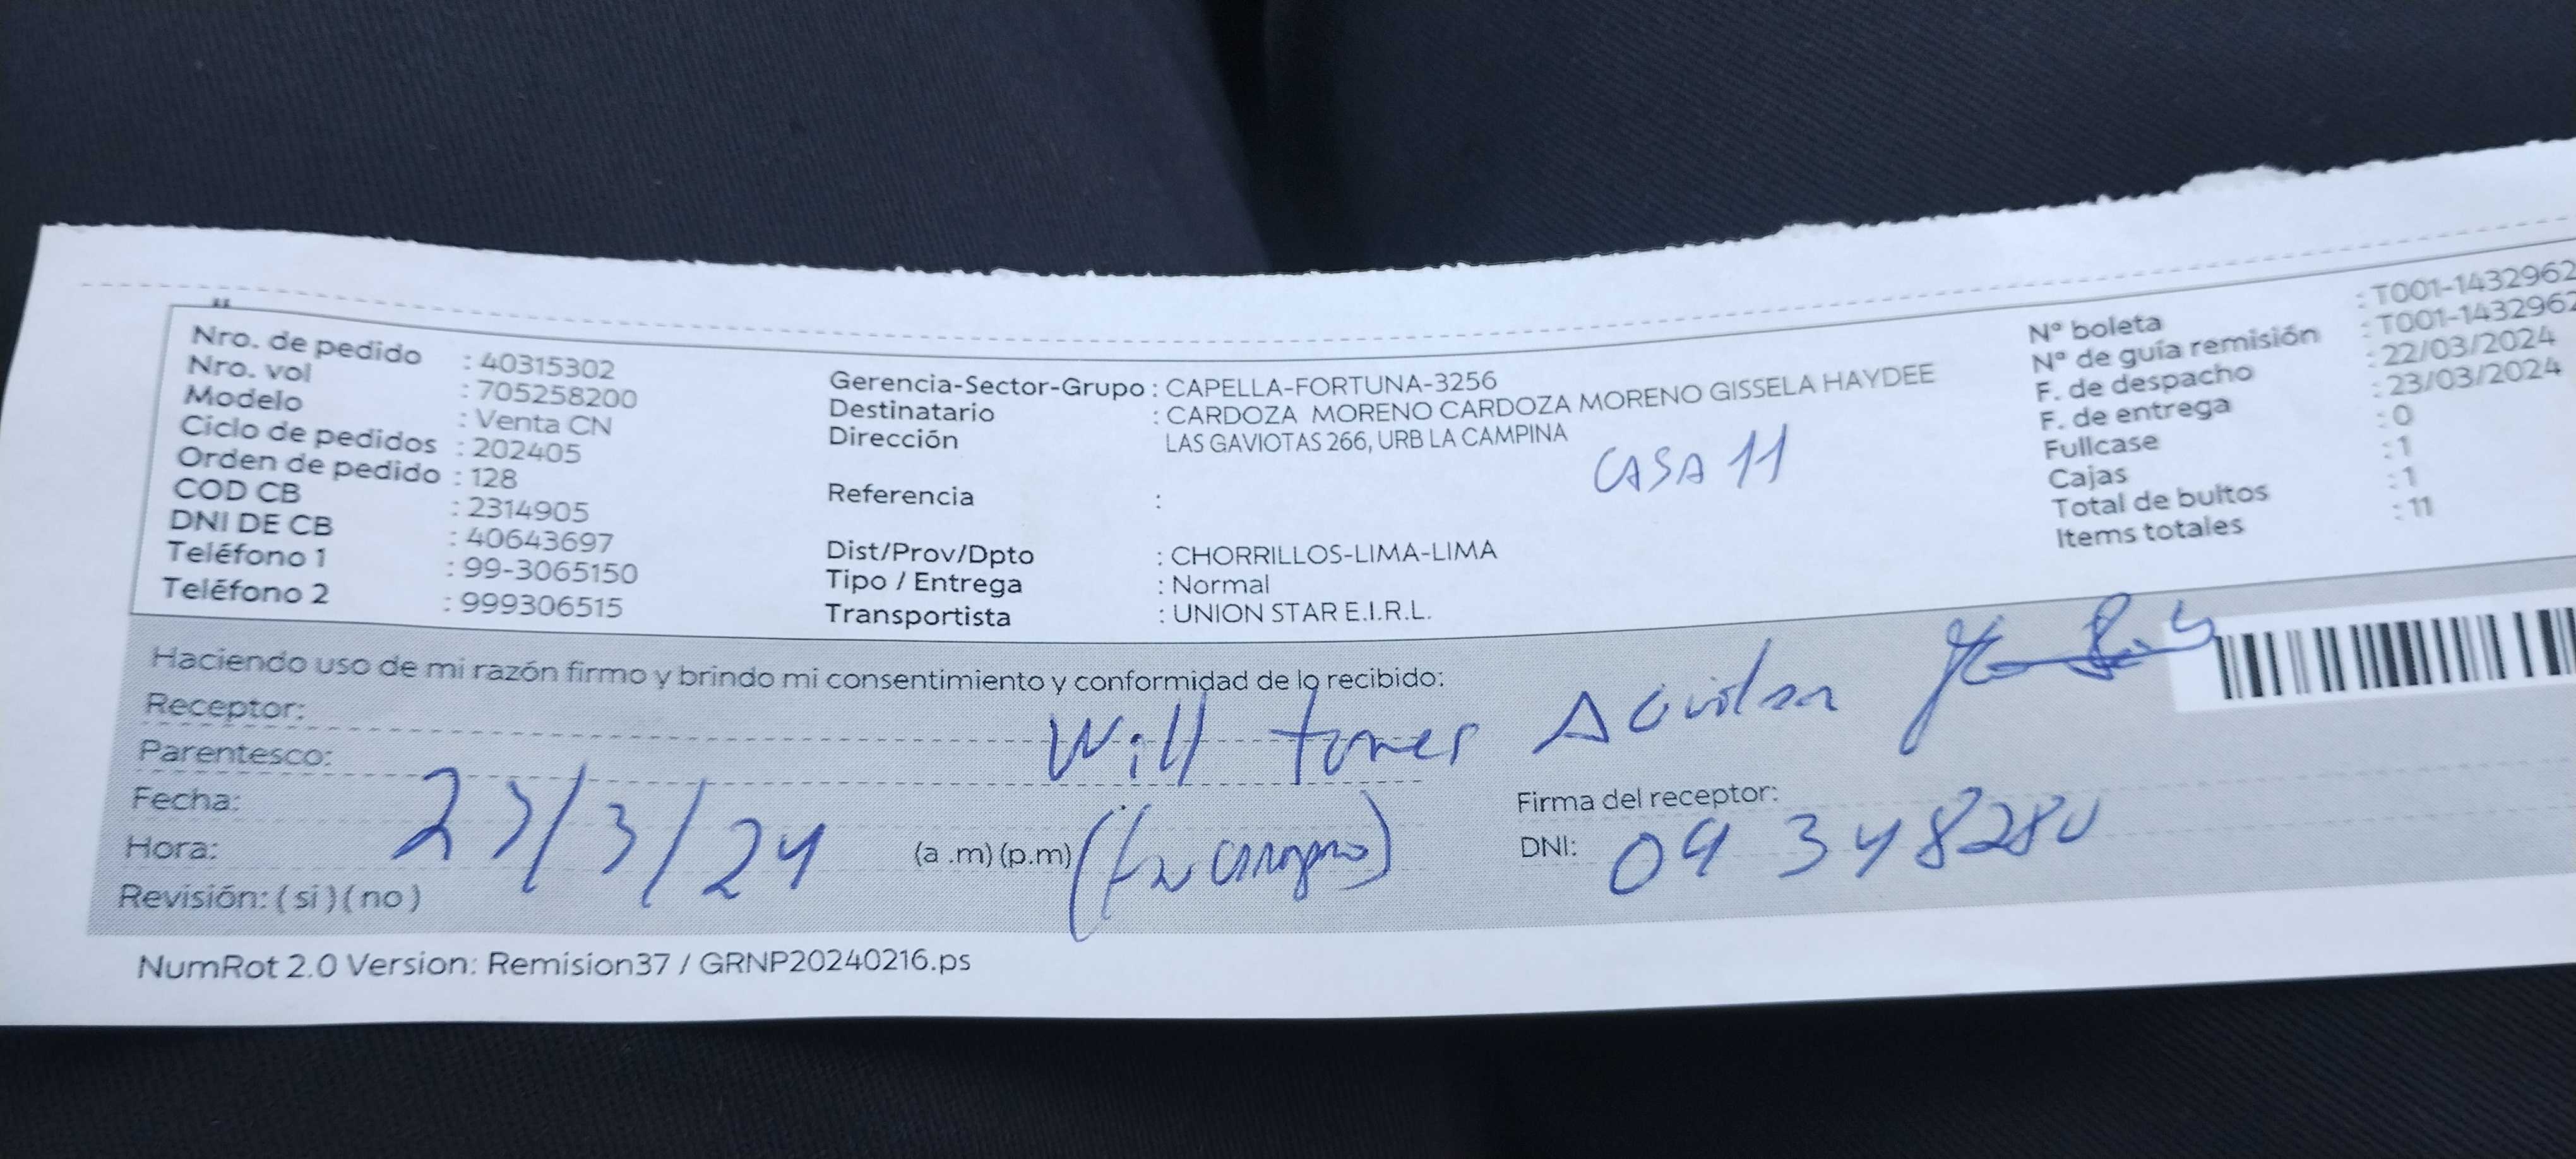 Nro. de pedido : 40315302
Nro. vol : 705258200
Modelo : Venta CN
Ciclo de pedidos : 202405
Orden de pedido : 128
COD CB : 2314905
DNI DE CB : 40643697
Teléfono 1 : 99-3065150
Teléfono 2 : 999306515
Gerencia-Sector-Grupo : CAPELLA-FORTUNA-3256
Destinatario : CARDOZA MORENO CARDOZA MORENO GISSELA HAYDEE
Dirección LAS GAVIOTAS 266, URB LA CAMPINA
CASA 11
Referencia :
Dist/Prov/Dpto : CHORRILLOS-LIMA-LIMA
Tipo / Entrega : Normal
Transportista : UNION STAR E.I.R.L.
Nº boleta : T001-1432962
Nº de guía remisión : T001-1432962
F. de despacho : 22/03/2024
F. de entrega : 23/03/2024
Fullcase : 0
Cajas : 1
Total de bultos : 1
Items totales : 11
Haciendo uso de mi razón firmo y brindo mi consentimiento y conformidad de lo recibido:
Receptor: Will
Parentesco:
Fecha: 23/3/24
Firma del receptor:
Hora: (a .m) (p.m)
DNI:
Revisión: ( si ) ( no )
NumRot 2.0 Version: Remision37 / GRNP20240216.ps